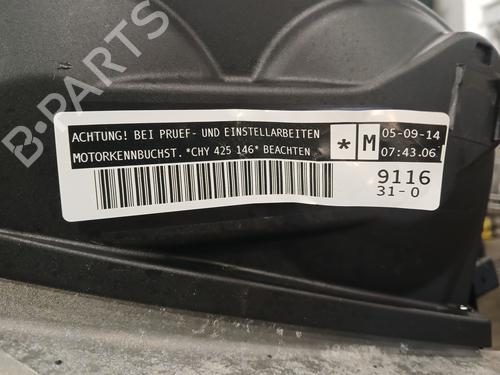 ACHTUNG! BEI PRUEF- UND EINSTELLARBEITEN
MOTORKENNBUCHST. *CHY 425 146* BEACHTEN
* M
05-09-14
07:43.06
9116
31-0
B-PARTS